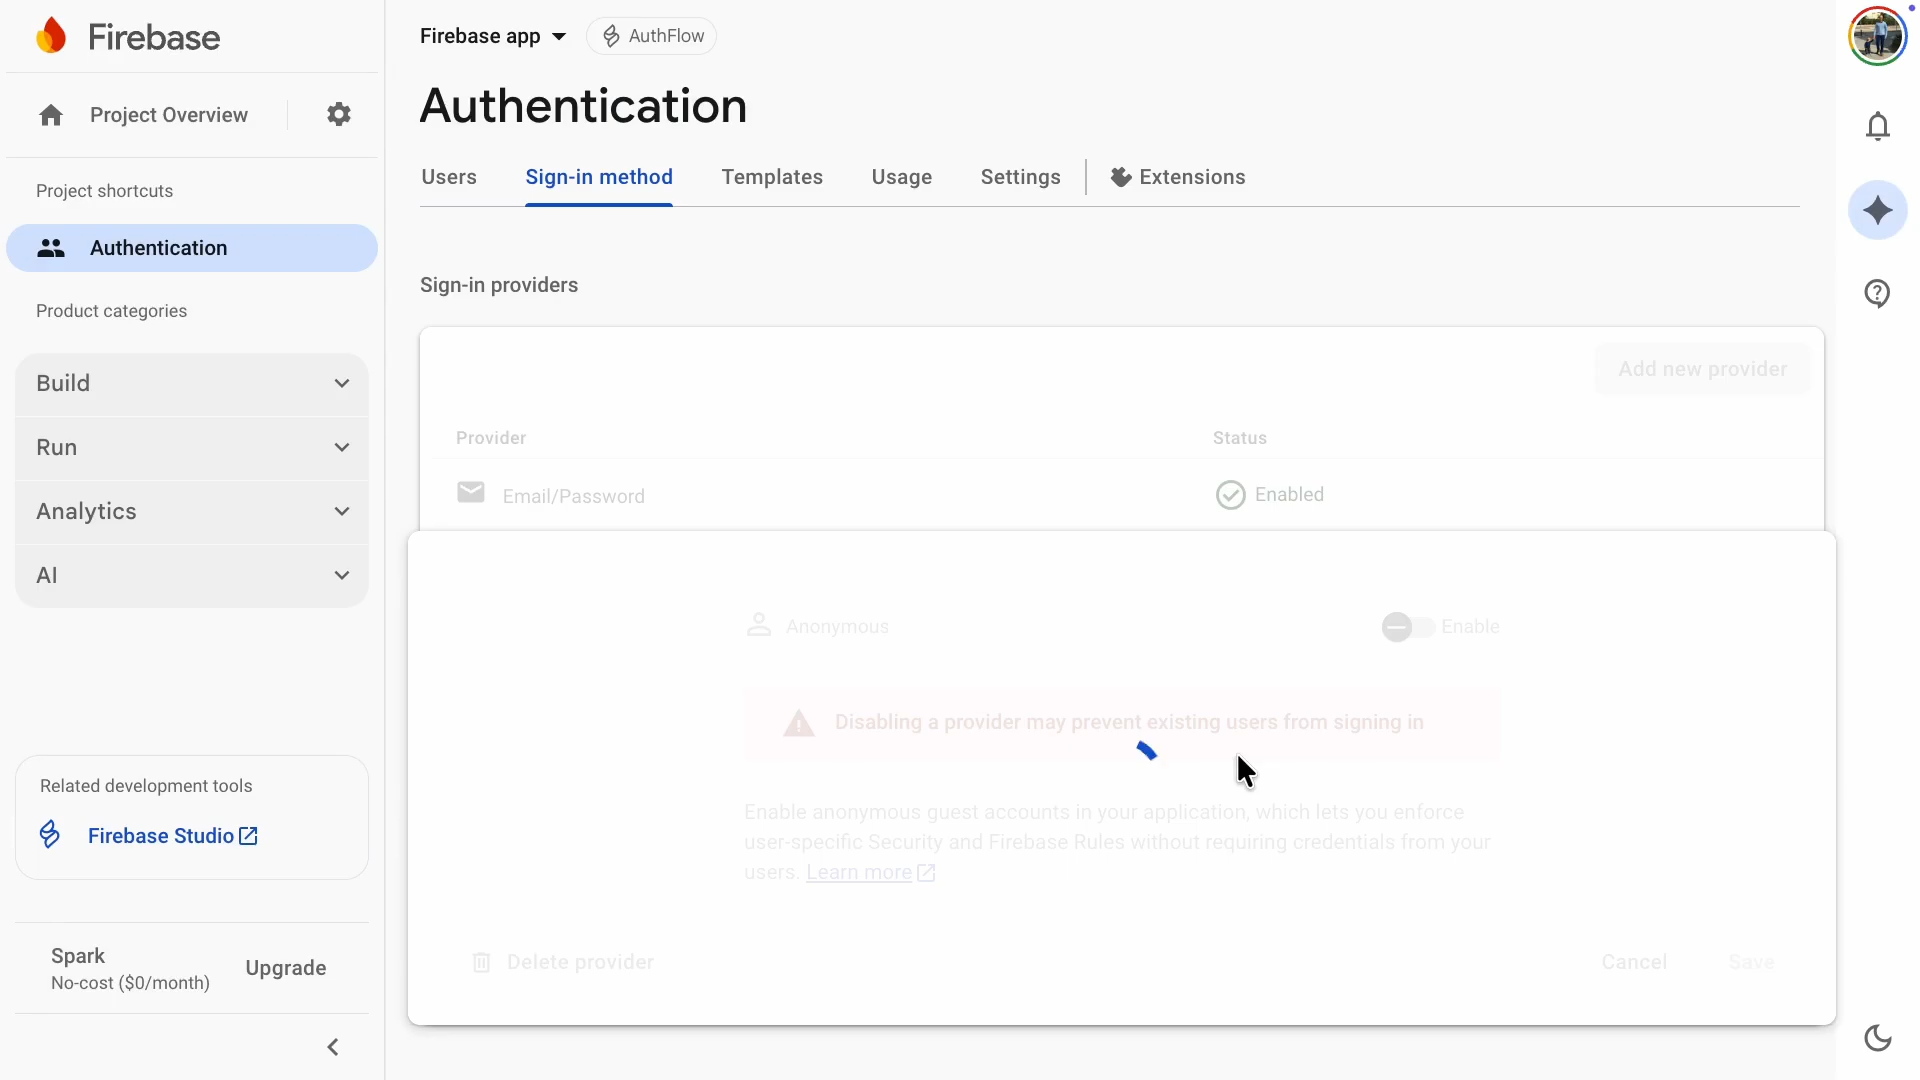 Firebase
Project Overview
Project shortcuts
Authentication
Product categories
Build
Run
Analytics
AI
Related development tools
Firebase Studio
Spark
No-cost ($0/month)
Upgrade
Firebase app
AuthFlow
Authentication
Users
Sign-in method
Templates
Usage
Settings
Extensions
Sign-in providers
Add new provider
Provider
Status
Email/Password
Enabled
Anonymous
Enable
Disabling a provider may prevent existing users from signing in
Enable anonymous guest accounts in your application, which lets you enforce
user-specific Security and Firebase Rules without requiring credentials from your
users. Learn more
Delete provider
Cancel
Save